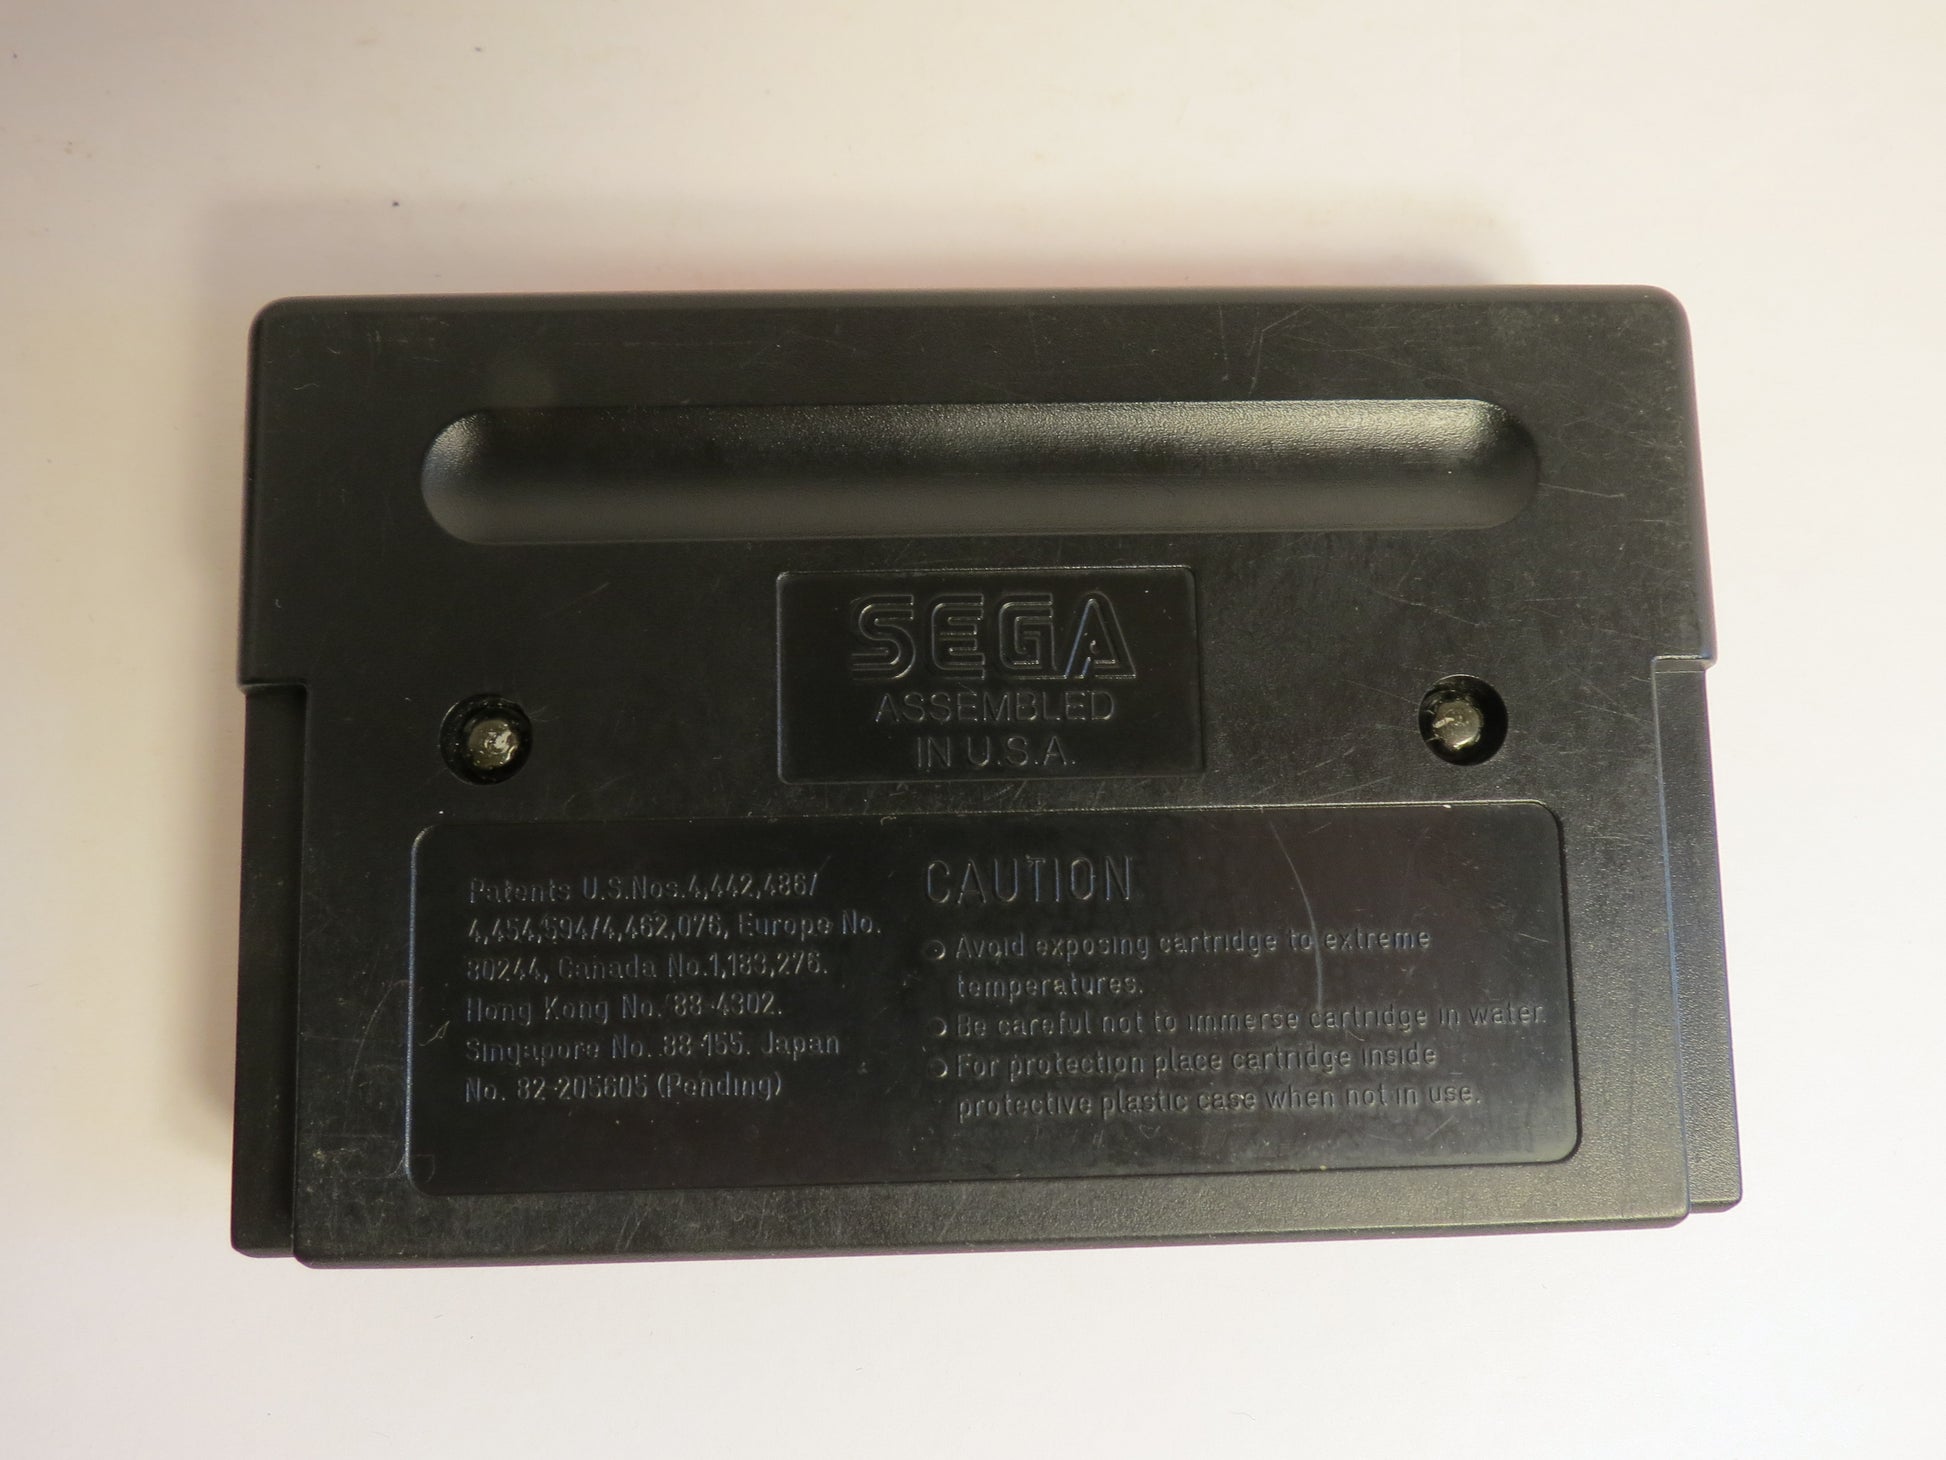 SEGA
ASSEMBLED
IN U.S.A.
Patents U.S.Nos.4,442,486/
4,454,594/4,462,076, Europe No.
80244, Canada No.1,183,276.
Hong Kong No. 88-4302.
Singapore No. 88-155. Japan
No. 82-205605 (Pending)
CAUTION
Avoid exposing cartridge to extreme
temperatures.
Be careful not to immerse cartridge in water.
For protection place cartridge inside
protective plastic case when not in use.